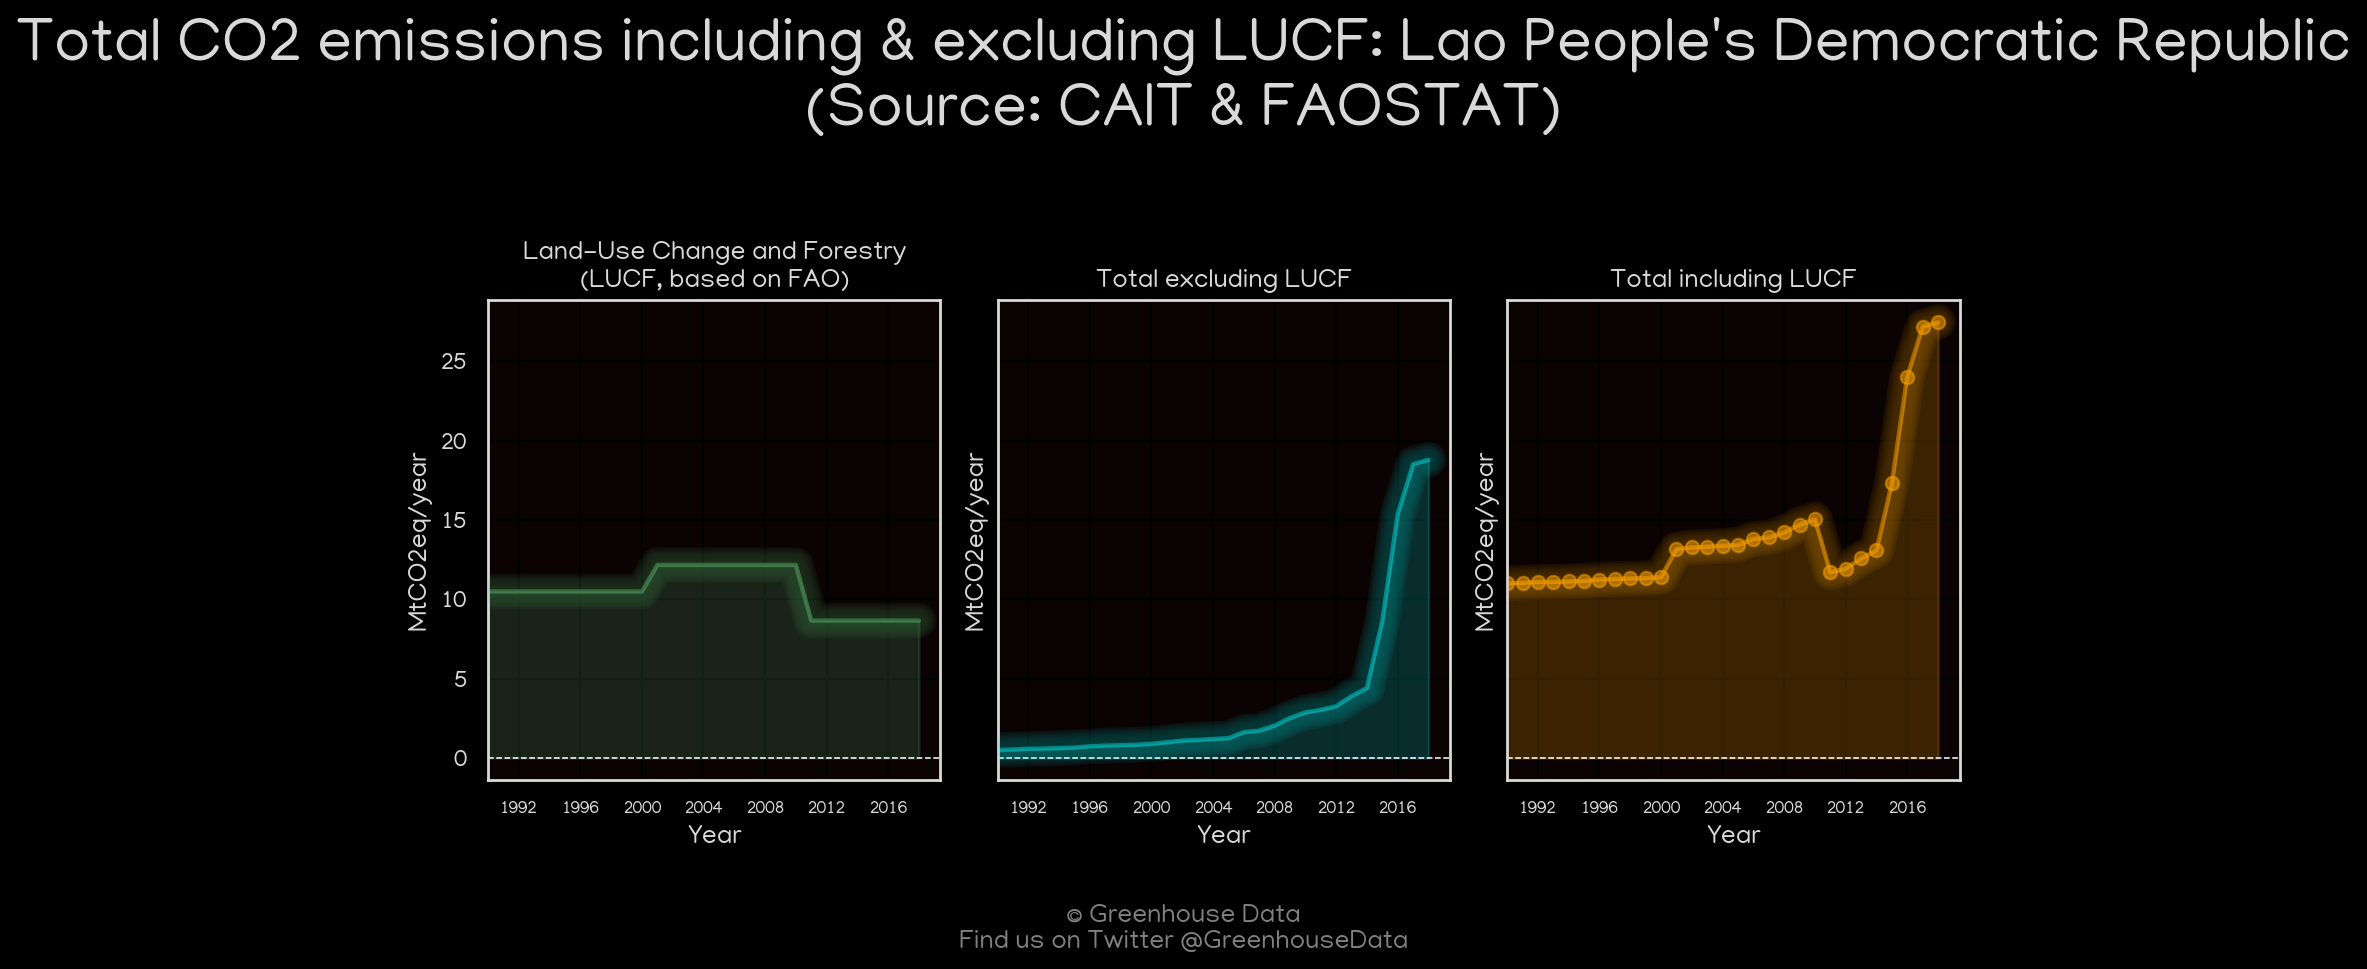 Total CO2 emissions including & excluding LUCF: Lao People's Democratic Republic
(Source: CAIT & FAOSTAT)
Land-Use Change and Forestry
(LUCF, based on FAO)
Total excluding LUCF
Total including LUCF
MtCO2eq/year
25
20
15
10
5
0
MtCO2eq/year
MtCO2eq/year
1992 1996 2000 2004 2008 2012 2016
1992 1996 2000 2004 2008 2012 2016
1992 1996 2000 2004 2008 2012 2016
Year
Year
Year
© Greenhouse Data
Find us on Twitter @GreenhouseData